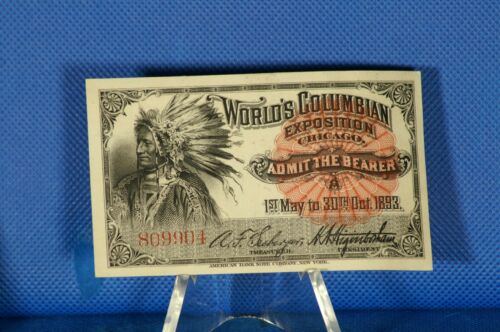 WORLD'S COLUMBIAN
EXPOSITION
CHICAGO,
ADMIT THE BEARER
A
1ST May to 30TH Oct. 1893.
809904
TREASURER. PRESIDENT
AMERICAN BANK NOTE COMPANY, NEW YORK.